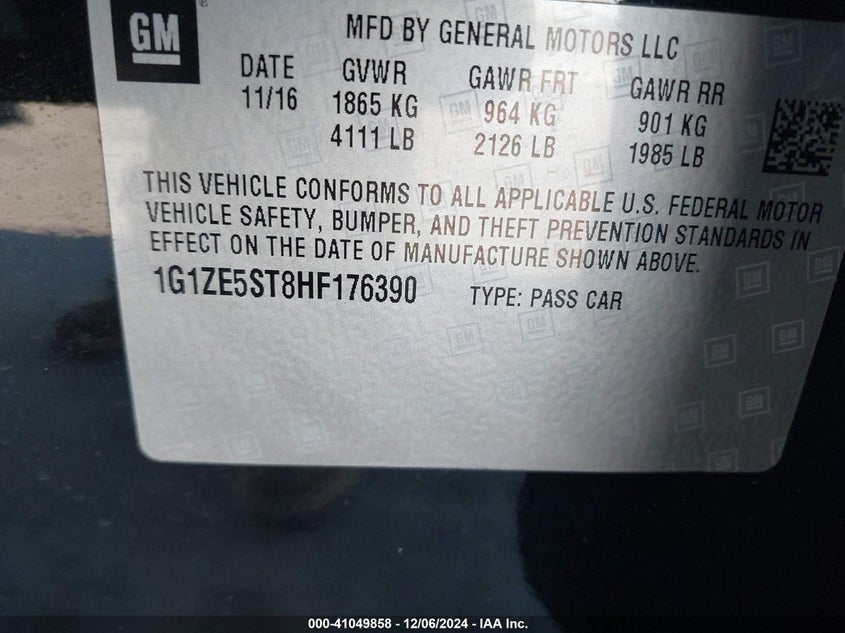 GM ®
MFD BY GENERAL MOTORS LLC
DATE GVWR GAWR FRT GAWR RR
11/16 1865 KG 964 KG 901 KG
4111 LB 2126 LB 1985 LB
THIS VEHICLE CONFORMS TO ALL APPLICABLE U.S. FEDERAL MOTOR
VEHICLE SAFETY, BUMPER, AND THEFT PREVENTION STANDARDS IN
EFFECT ON THE DATE OF MANUFACTURE SHOWN ABOVE.
1G1ZE5ST8HF176390 TYPE: PASS CAR
000-41049858 - 12/06/2024 - IAA Inc.